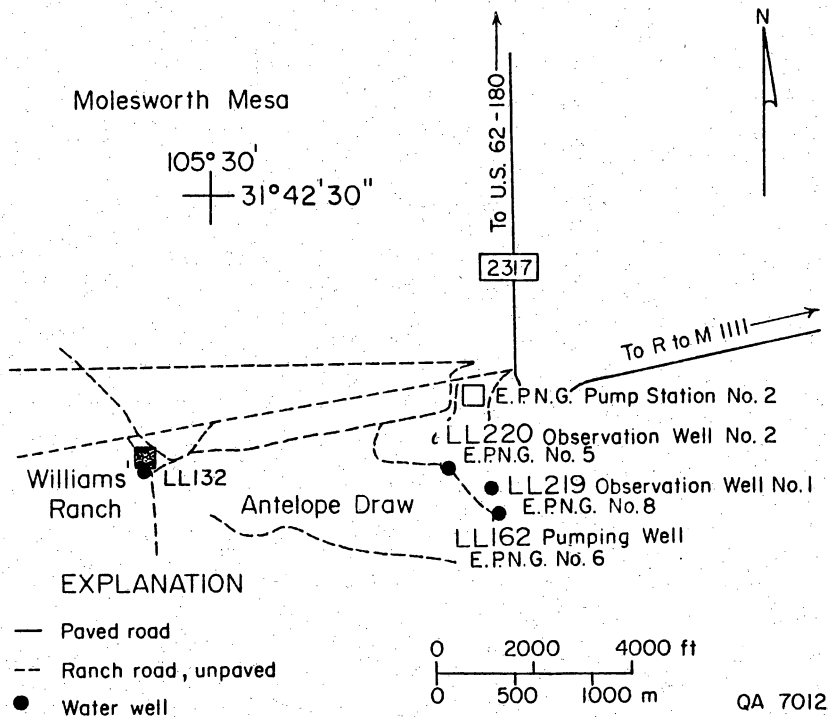 N
Molesworth Mesa
105° 30'
31° 42' 30"
To U.S. 62-180
2317
To R to M 1111
E.P.N.G. Pump Station No. 2
LL220 Observation Well No. 2
E.P.N.G. No. 5
Williams'
Ranch
LL132
LL219 Observation Well No. 1
E.P.N.G. No. 8
Antelope Draw
LL162 Pumping Well
E.P.N.G. No. 6
EXPLANATION
Paved road
Ranch road, unpaved
Water well
0 2000 4000 ft
0 500 1000 m
QA 7012